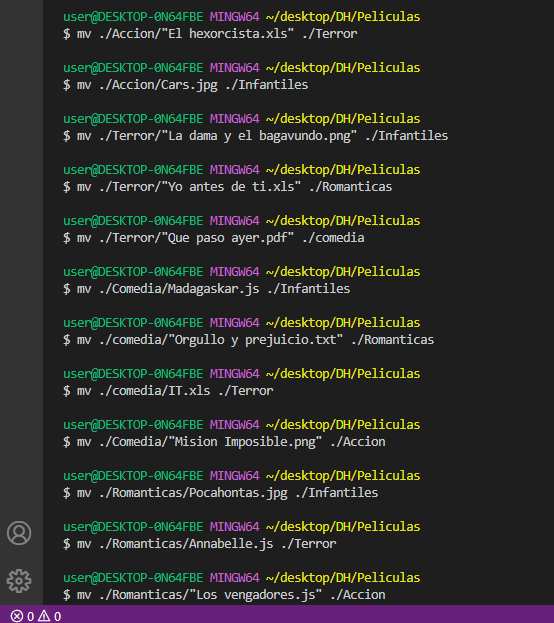 user@DESKTOP-0N64FBE MINGW64 ~/desktop/DH/Peliculas
$ mv ./Accion/"El hexorcista.xls" ./Terror
user@DESKTOP-0N64FBE MINGW64 ~/desktop/DH/Peliculas
$ mv ./Accion/Cars.jpg ./Infantiles
user@DESKTOP-0N64FBE MINGW64 ~/desktop/DH/Peliculas
$ mv ./Terror/"La dama y el bagavundo.png" ./Infantiles
user@DESKTOP-0N64FBE MINGW64 ~/desktop/DH/Peliculas
$ mv ./Terror/"Yo antes de ti.xls" ./Romanticas
user@DESKTOP-0N64FBE MINGW64 ~/desktop/DH/Peliculas
$ mv ./Terror/"Que paso ayer.pdf" ./comedia
user@DESKTOP-0N64FBE MINGW64 ~/desktop/DH/Peliculas
$ mv ./Comedia/Madagaskar.js ./Infantiles
user@DESKTOP-0N64FBE MINGW64 ~/desktop/DH/Peliculas
$ mv ./comedia/"Orgullo y prejuicio.txt" ./Romanticas
user@DESKTOP-0N64FBE MINGW64 ~/desktop/DH/Peliculas
$ mv ./comedia/IT.xls ./Terror
user@DESKTOP-0N64FBE MINGW64 ~/desktop/DH/Peliculas
$ mv ./Comedia/"Mision Imposible.png" ./Accion
user@DESKTOP-0N64FBE MINGW64 ~/desktop/DH/Peliculas
$ mv ./Romanticas/Pocahontas.jpg ./Infantiles
user@DESKTOP-0N64FBE MINGW64 ~/desktop/DH/Peliculas
$ mv ./Romanticas/Annabelle.js ./Terror
user@DESKTOP-0N64FBE MINGW64 ~/desktop/DH/Peliculas
$ mv ./Romanticas/"Los vengadores.js" ./Accion
0 0